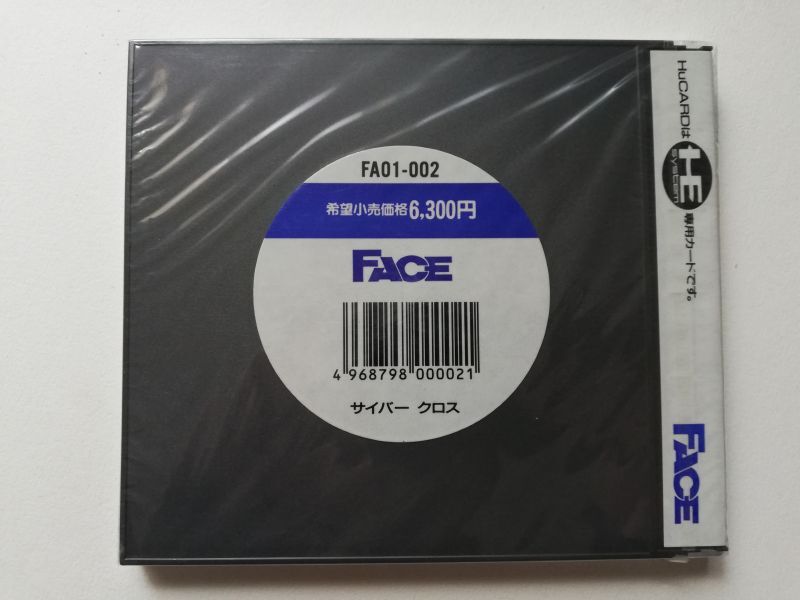 FA01-002
希望小売価格6,300円
FACE
4 968798 000021
サイバー クロス
HuCARDは
HE
system
専用カードです。
FACE